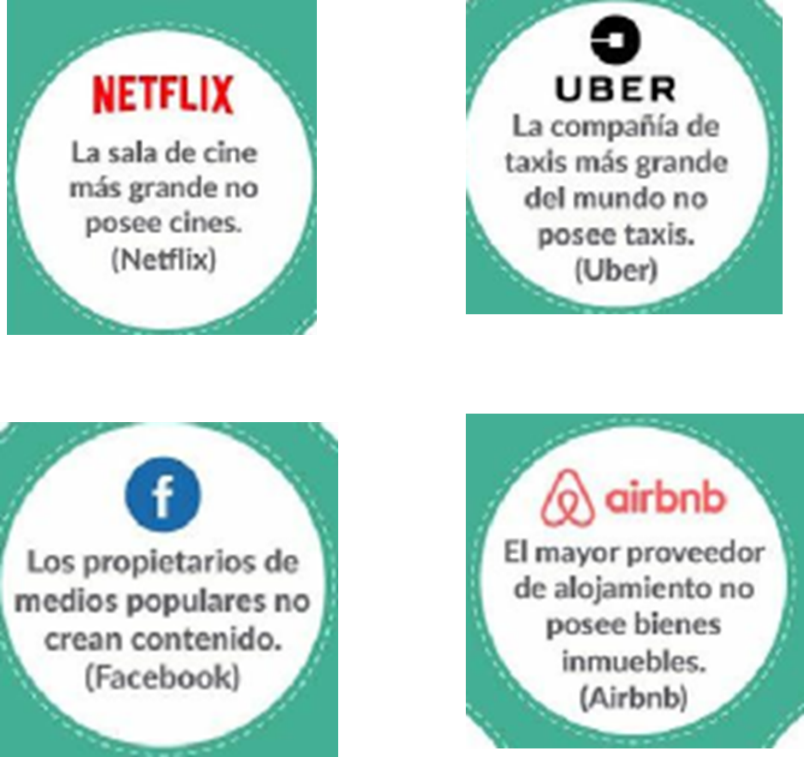 NETFLIX
La sala de cine
más grande no
posee cines.
(Netflix)
UBER
La compañía de
taxis más grande
del mundo no
posee taxis.
(Uber)
f
Los propietarios de
medios populares no
crean contenido.
(Facebook)
airbnb
El mayor proveedor
de alojamiento no
posee bienes
inmuebles.
(Airbnb)